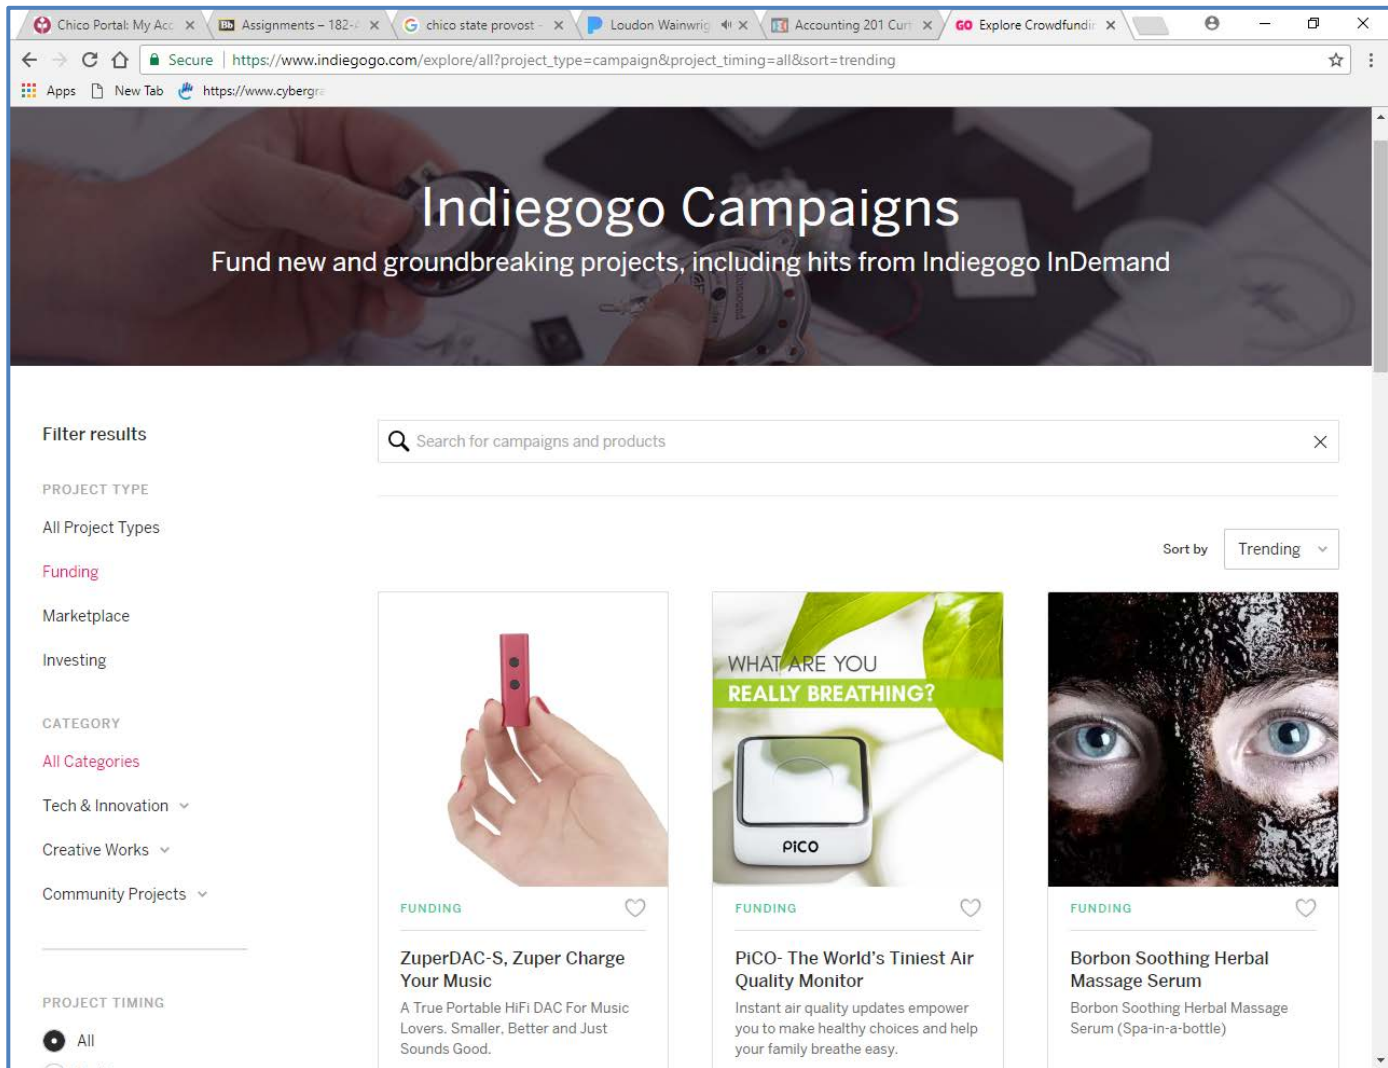 Chico Portal: My Acc
Bb Assignments – 182-A
chico state provost -
Loudon Wainwrig
Accounting 201 Curr
GO Explore Crowdfundin
Secure | https://www.indiegogo.com/explore/all?project_type=campaign&project_timing=all&sort=trending
Apps New Tab https://www.cybergra
Indiegogo Campaigns
Fund new and groundbreaking projects, including hits from Indiegogo InDemand
Filter results
Search for campaigns and products
PROJECT TYPE
All Project Types
Funding
Marketplace
Investing
CATEGORY
All Categories
Tech & Innovation
Creative Works
Community Projects
PROJECT TIMING
All
Sort by Trending
FUNDING
ZuperDAC-S, Zuper Charge
Your Music
A True Portable HiFi DAC For Music
Lovers. Smaller, Better and Just
Sounds Good.
WHAT ARE YOU
REALLY BREATHING?
PiCO
FUNDING
PiCO- The World's Tiniest Air
Quality Monitor
Instant air quality updates empower
you to make healthy choices and help
your family breathe easy.
FUNDING
Borbon Soothing Herbal
Massage Serum
Borbon Soothing Herbal Massage
Serum (Spa-in-a-bottle)